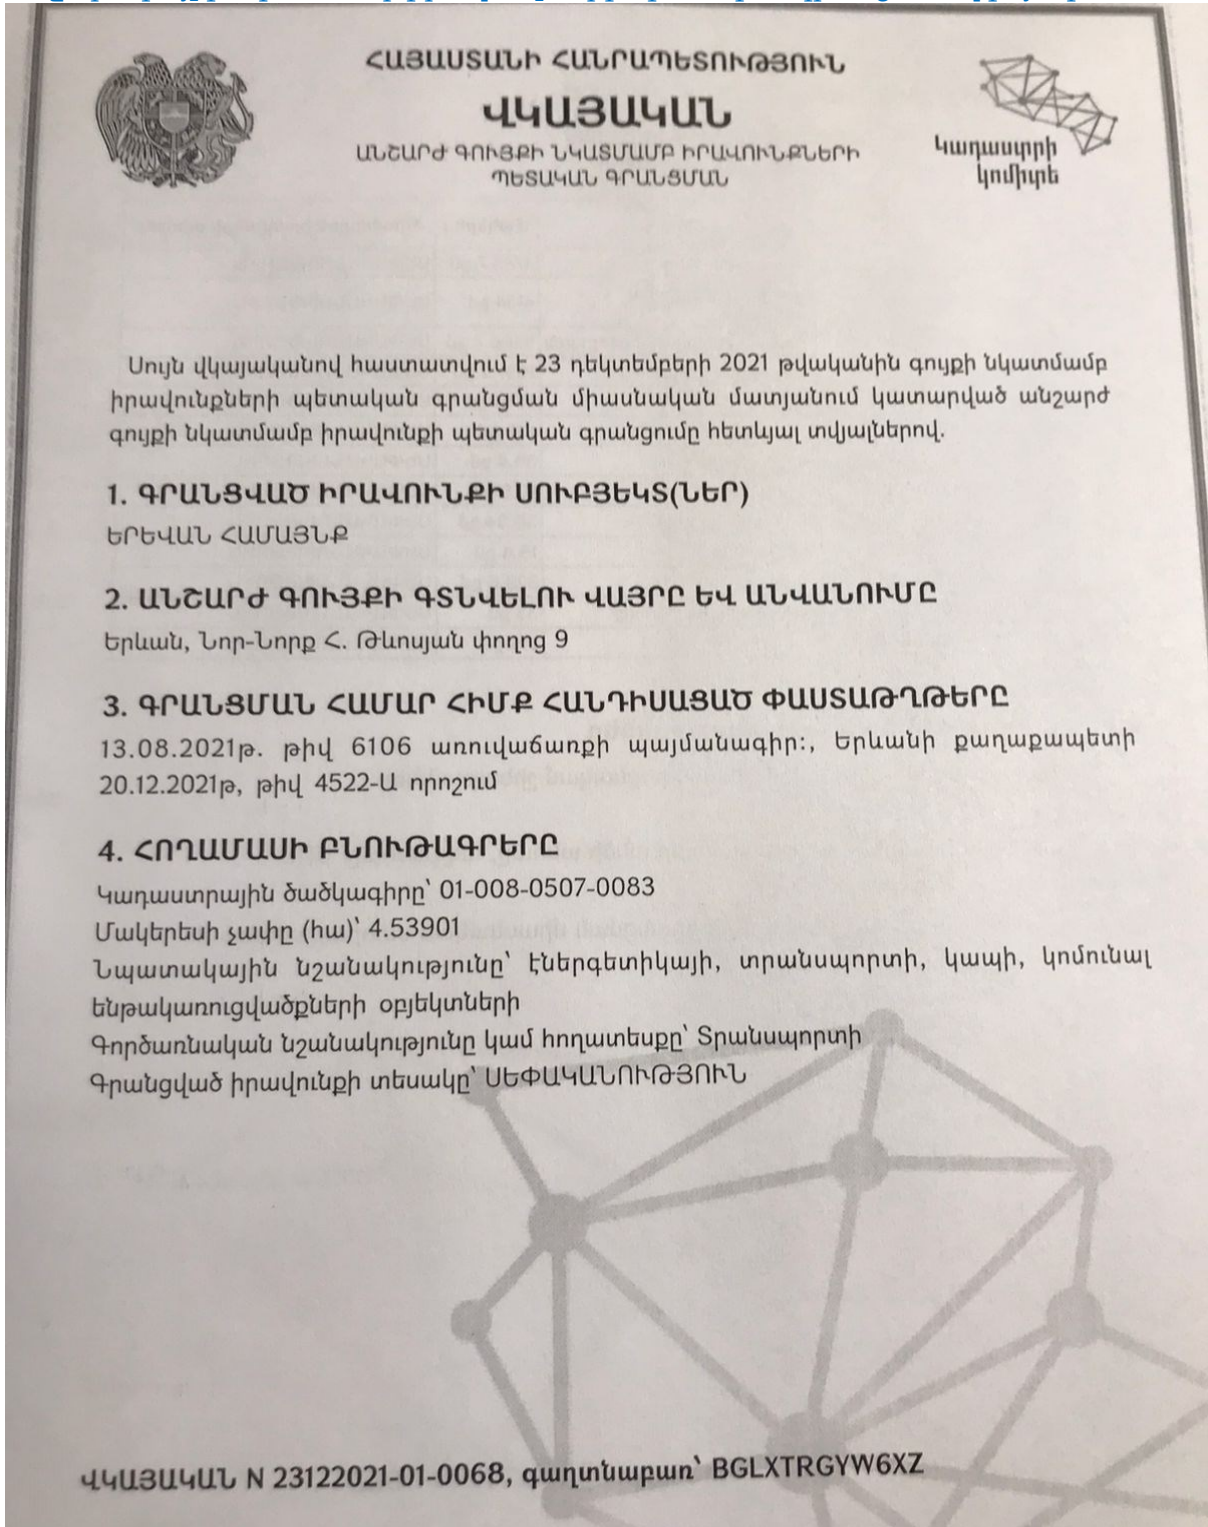 ՀԱՅԱՍՏԱՆԻ ՀԱՆՐԱՊԵՏՈՒԹՅՈՒՆ
ՎԿԱՅԱԿԱՆ
ԱՆՇԱՐԺ ԳՈՒՅՔԻ ՆԿԱՏՄԱՄԲ ԻՐԱՎՈՒՆՔՆԵՐԻ
ՊԵՏԱԿԱՆ ԳՐԱՆՑՄԱՆ
Կադաստրի
կոմիտե
Սույն վկայականով հաստատվում է 23 դեկտեմբերի 2021 թվականին գույքի նկատմամբ
իրավունքների պետական գրանցման միասնական մատյանում կատարված անշարժ
գույքի նկատմամբ իրավունքի պետական գրանցումը հետևյալ տվյալներով.
1. ԳՐԱՆՑՎԱԾ ԻՐԱՎՈՒՆՔԻ ՍՈՒԲՅԵԿՏ(ՆԵՐ)
ԵՐԵՎԱՆ ՀԱՄԱՅՆՔ
2. ԱՆՇԱՐԺ ԳՈՒՅՔԻ ԳՏՆՎԵԼՈՒ ՎԱՅՐԸ ԵՎ ԱՆՎԱՆՈՒՄԸ
Երևան, Նոր-Նորք Հ. Թևոսյան փողոց 9
3. ԳՐԱՆՑՄԱՆ ՀԱՄԱՐ ՀԻՄՔ ՀԱՆԴԻՍԱՑԱԾ ՓԱՍՏԱԹՂԹԵՐԸ
13.08.2021թ. թիվ 6106 առուվաճառքի պայմանագիր:, Երևանի քաղաքապետի
20.12.2021թ, թիվ 4522-Ա որոշում
4. ՀՈՂԱՄԱՍԻ ԲՆՈՒԹԱԳՐԵՐԸ
Կադաստրային ծածկագիրը՝ 01-008-0507-0083
Մակերեսի չափը (հա)՝ 4.53901
Նպատակային նշանակությունը՝ էներգետիկայի, տրանսպորտի, կապի, կոմունալ
ենթակառուցվածքների օբյեկտների
Գործառնական նշանակությունը կամ հողատեսքը՝ Տրանսպորտի
Գրանցված իրավունքի տեսակը՝ ՍԵՓԱԿԱՆՈՒԹՅՈՒՆ
ՎԿԱՅԱԿԱՆ N 23122021-01-0068, գաղտնաբառ՝ BGLXTRGYW6XZ